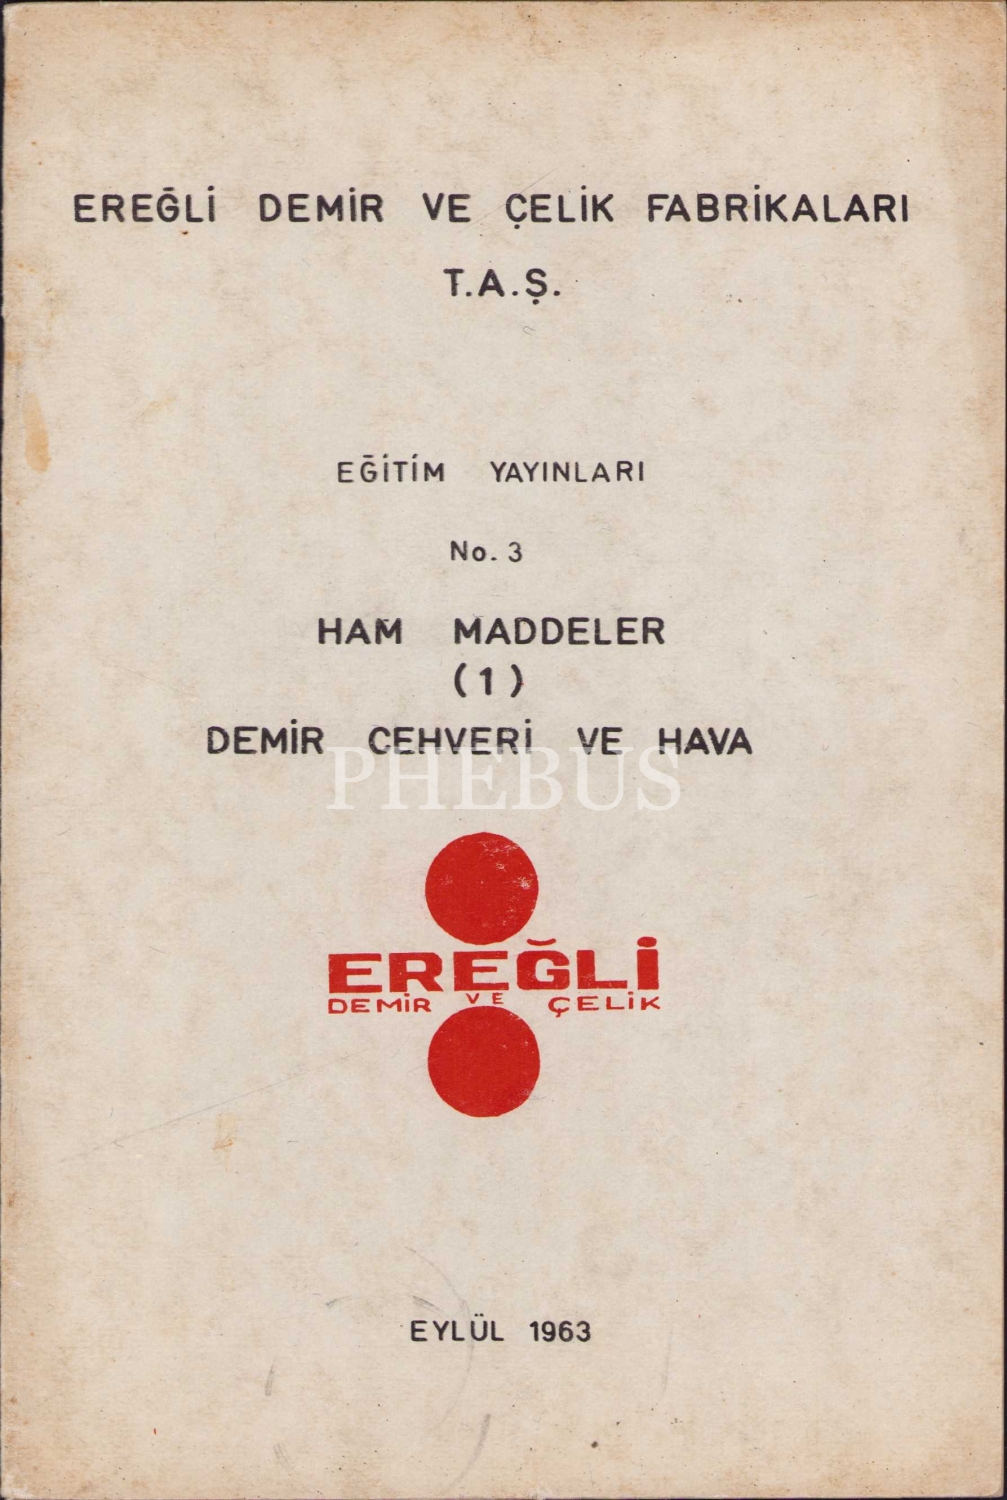 EREĞLİ DEMİR VE ÇELİK FABRİKALARI
T.A.Ş.
EĞİTİM YAYINLARI
No. 3
HAM MADDELER
(1)
DEMİR CEHVERİ VE HAVA
PHEBUS
EREĞLİ
DEMİR VE ÇELİK
EYLÜL 1963